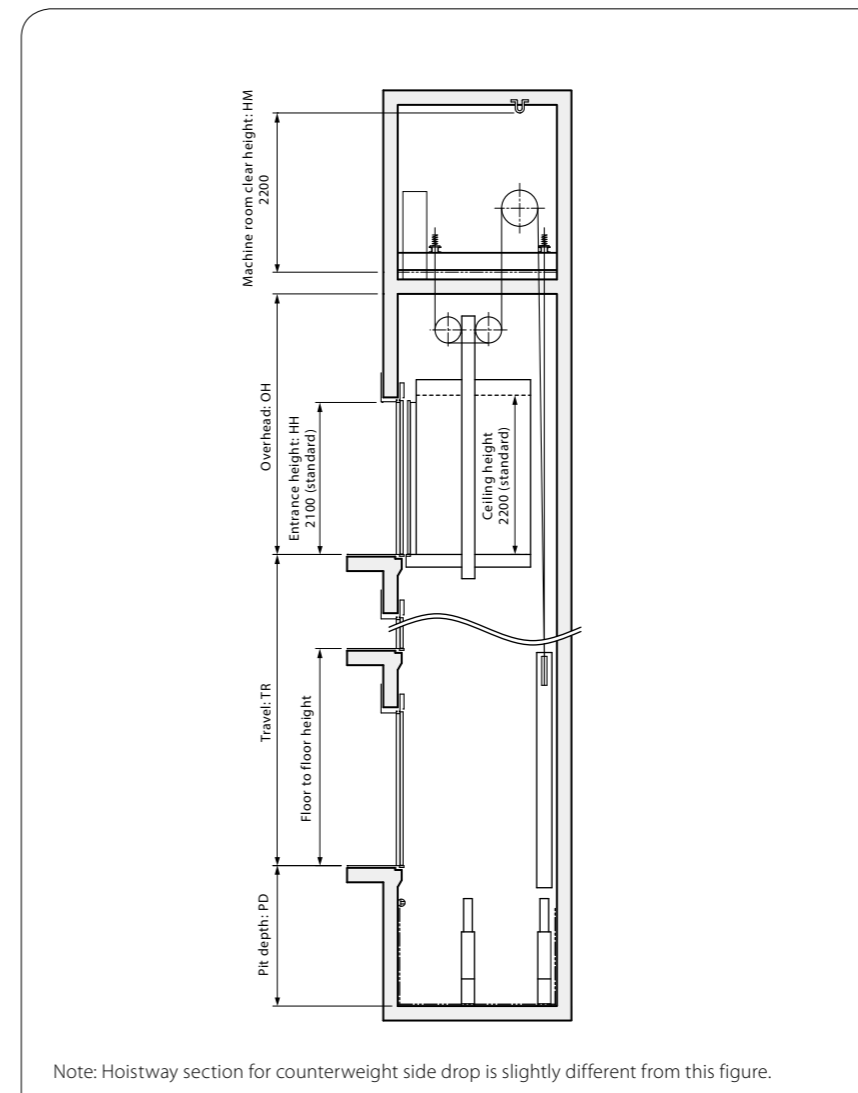 Machine room clear height: HM
2200
Overhead: OH
Entrance height: HH
2100 (standard)
Ceiling height
2200 (standard)
Travel: TR
Floor to floor height
Pit depth: PD
Note: Hoistway section for counterweight side drop is slightly different from this figure.